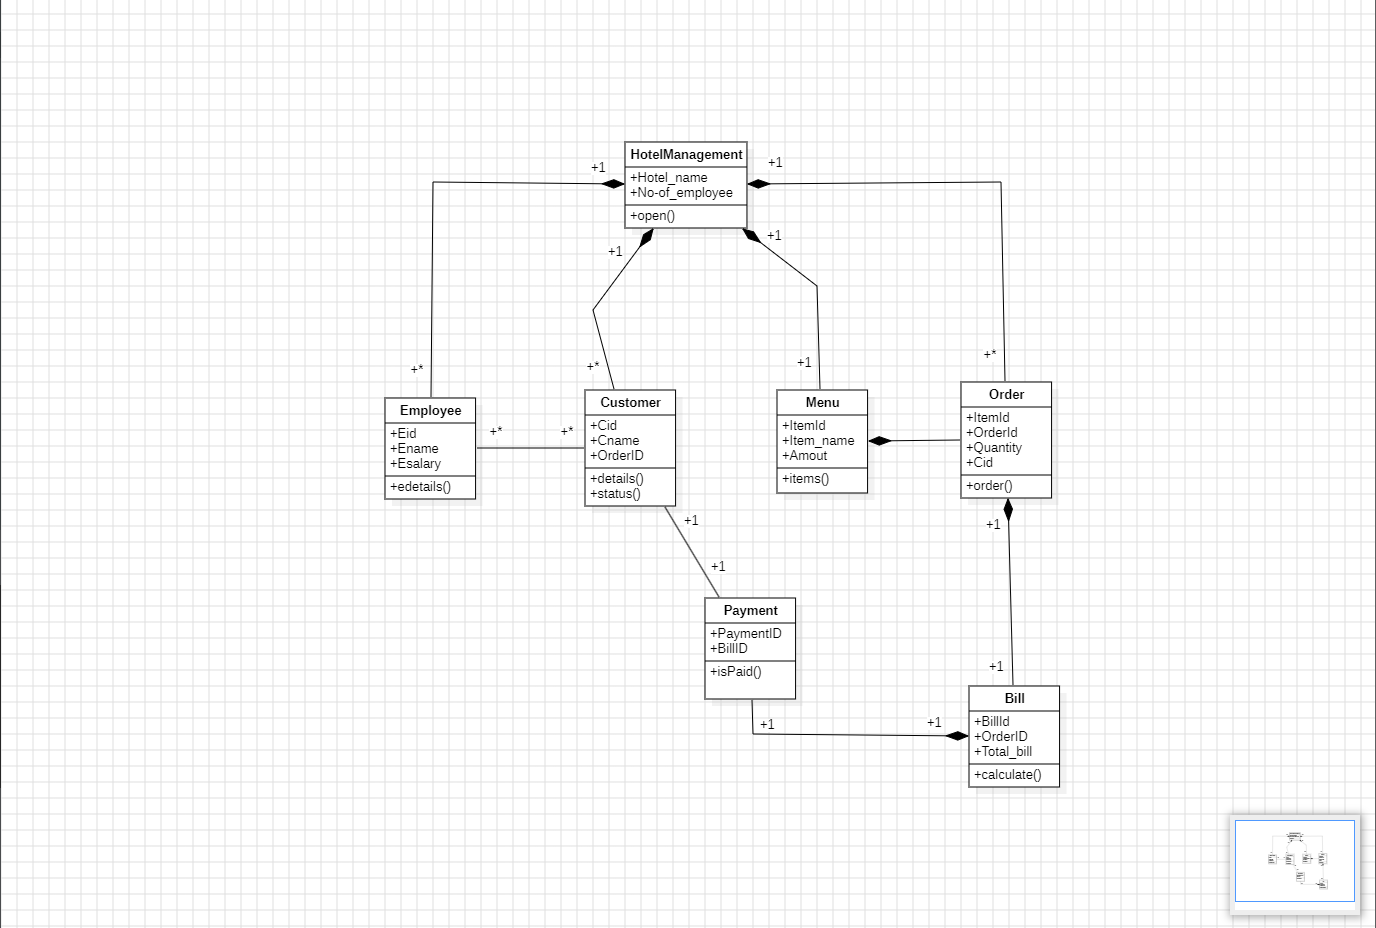 HotelManagement
+Hotel_name
+No-of_employee
+open()
+1
+1
+1
+1
+*
+*
+1
+*
Employee
+Eid
+Ename
+Esalary
+edetails()
+*
+*
Customer
+Cid
+Cname
+OrderID
+details()
+status()
Menu
+ItemId
+Item_name
+Amout
+items()
Order
+ItemId
+OrderId
+Quantity
+Cid
+order()
+1
+1
+1
+1
Payment
+PaymentID
+BillID
+isPaid()
+1
+1
Bill
+BillId
+OrderID
+Total_bill
+calculate()